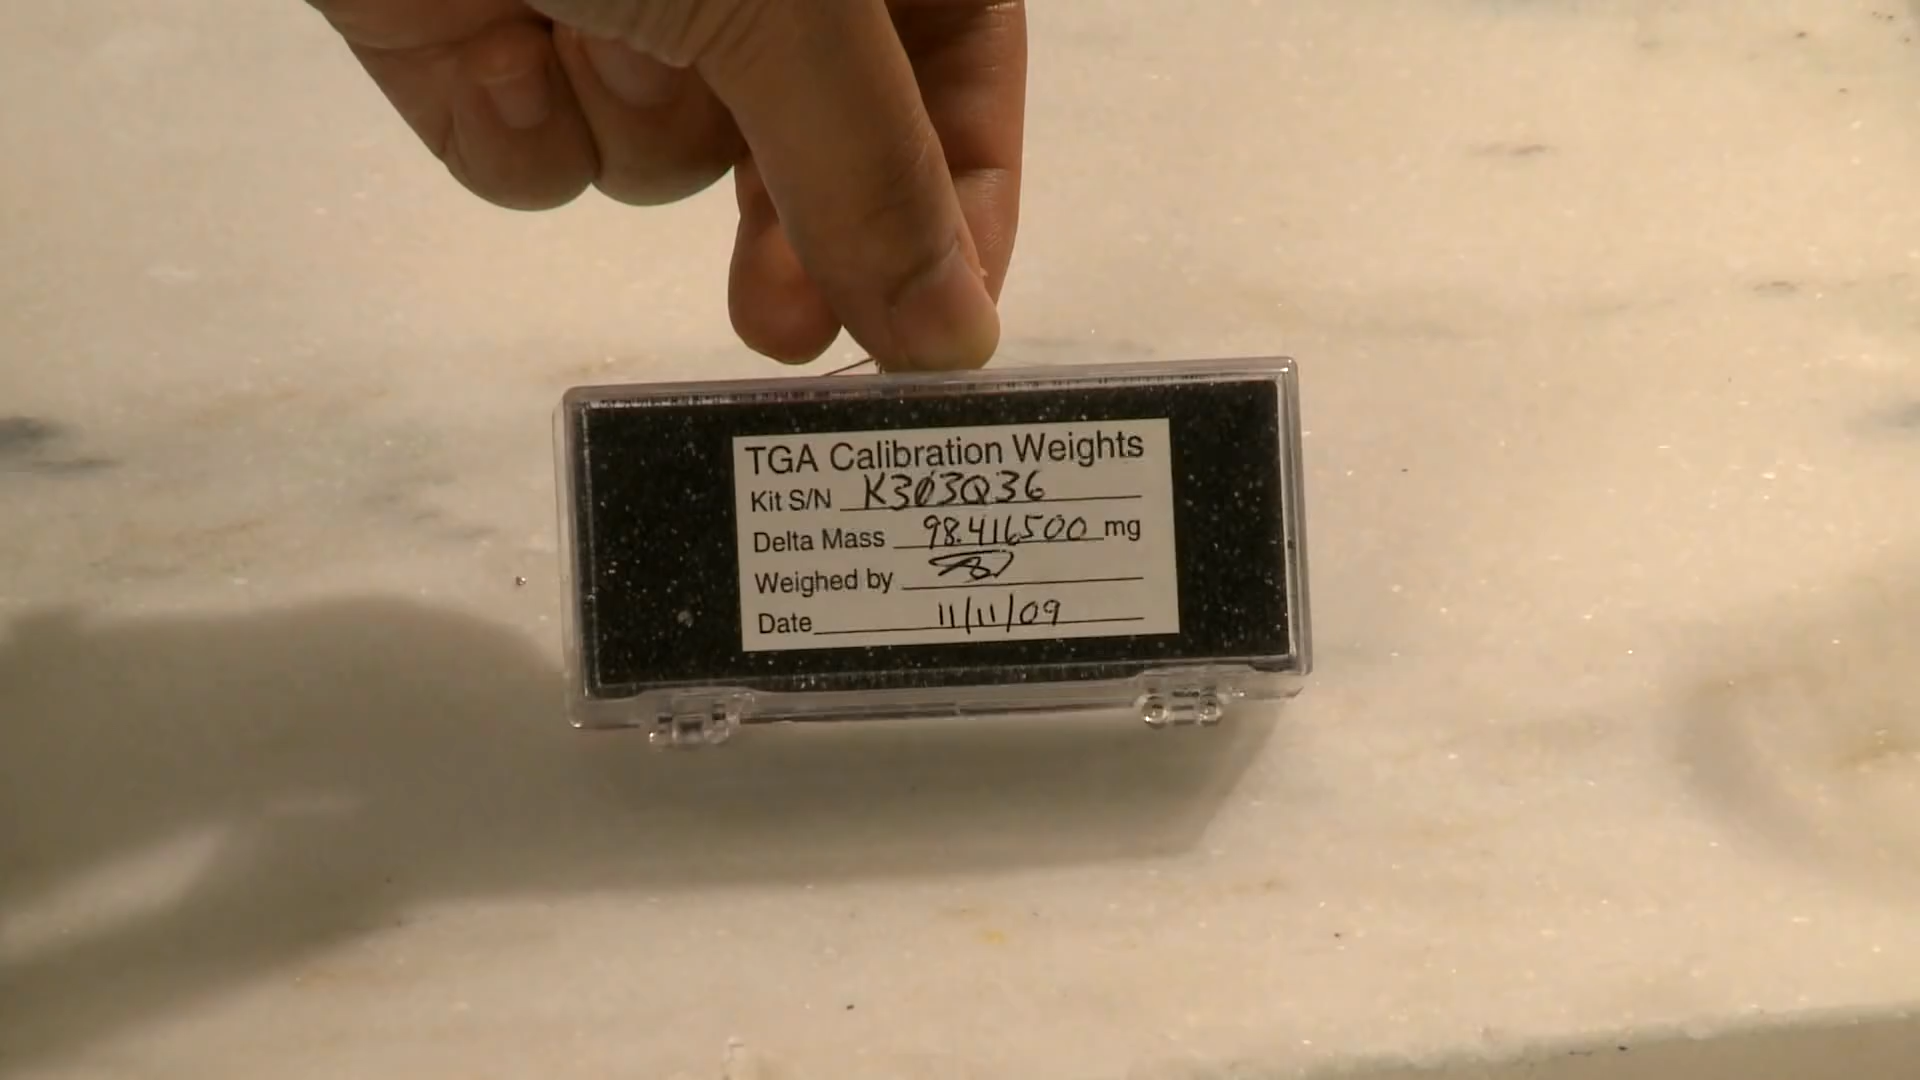 TGA Calibration Weights
Kit S/N K303Q36
Delta Mass 98.416500 mg
Weighed by
Date 11/11/09